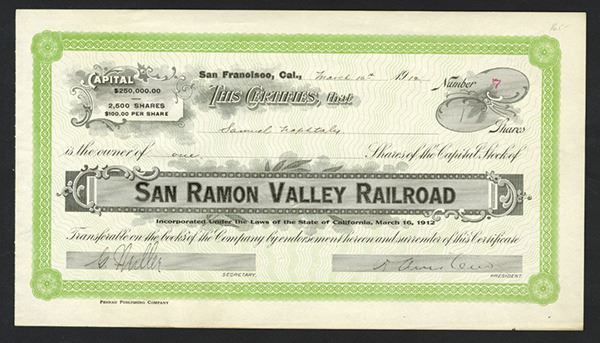 CAPITAL
$250,000.00
2,500 SHARES
$100.00 PER SHARE
San Francisco, Cal., March 191
Number 7
THIS CERTIFIES, that
Shares
Samuel
is the owner of one Shares of the Capital Stock of
SAN RAMON VALLEY RAILROAD
Incorporated Under the Laws of the State of California, March 16, 1912
Transferable on the books of the Company by endorsement hereon and surrender of this Certificate
SECRETARY.
PRESIDENT.
PERNAU PUBLISHING COMPANY